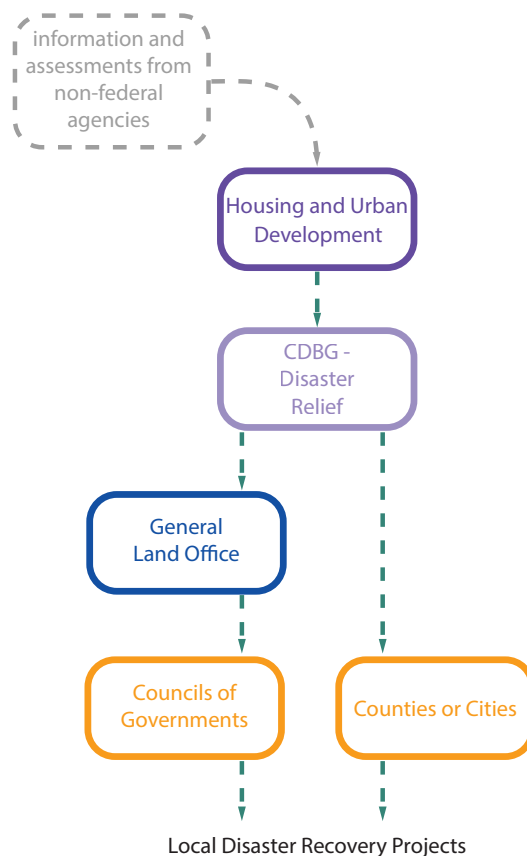 information and
assessments from
non-federal
agencies
Housing and Urban
Development
CDBG -
Disaster
Relief
General
Land Office
Councils of
Governments
Counties or Cities
Local Disaster Recovery Projects